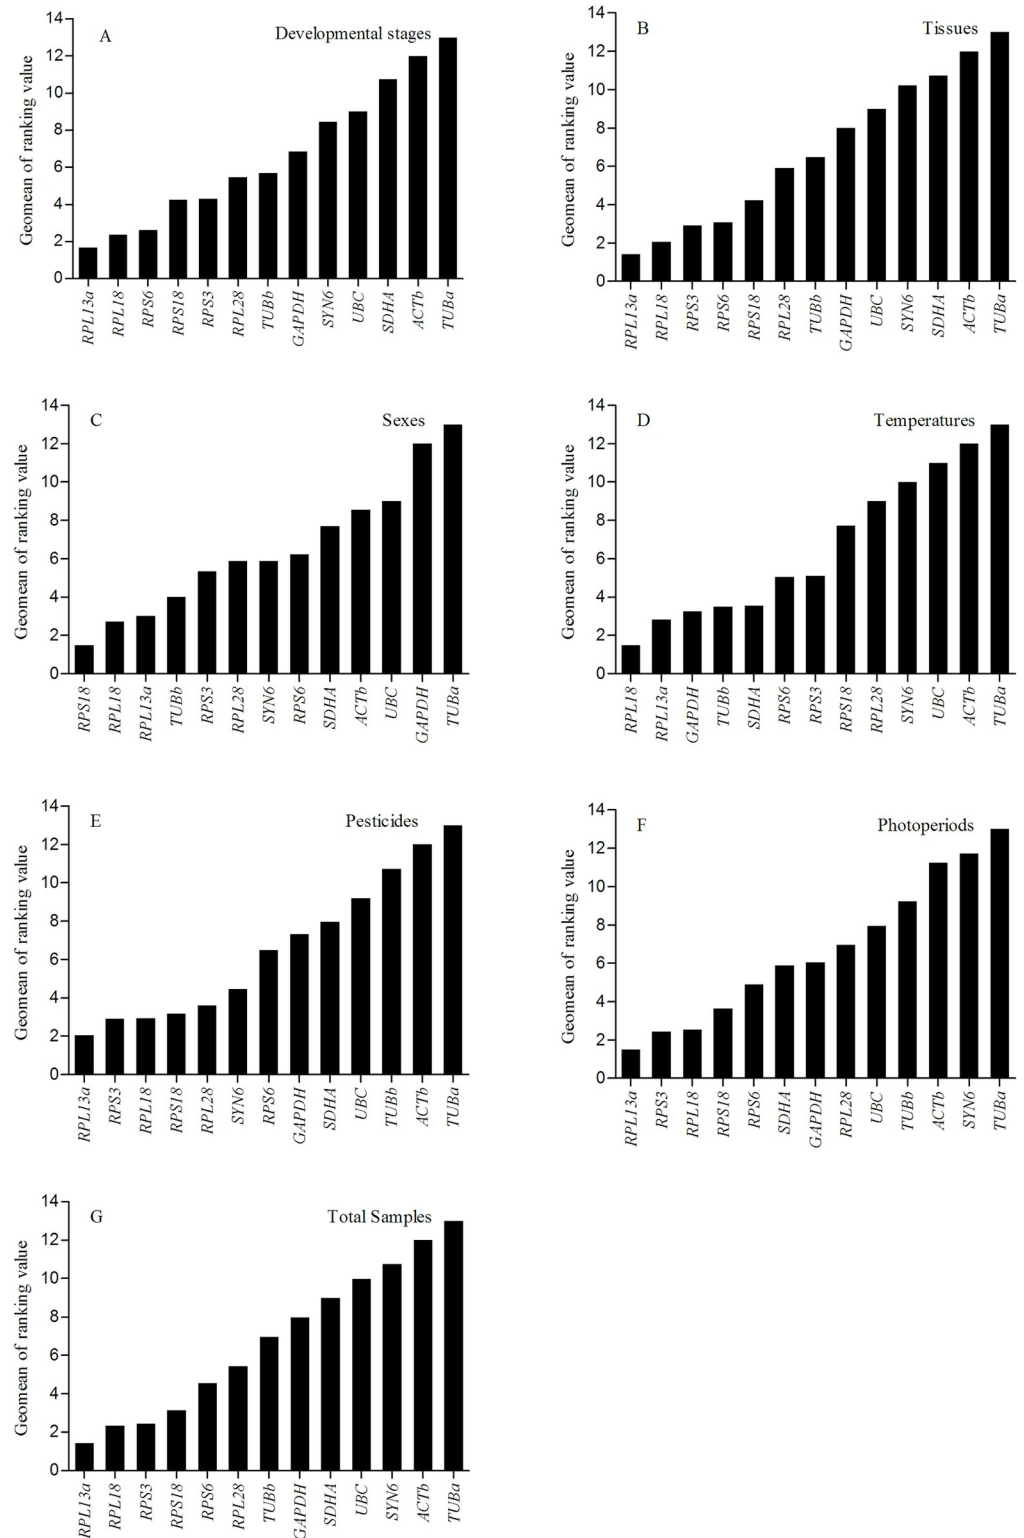 A
Developmental stages
Geomean of ranking value
14
12
10
8
6
4
2
0
RPL13a
RPL18
RPS6
RPS18
RPS3
RPL28
TUBb
GAPDH
SYN6
UBC
SDHA
ACTb
TUBa
B
Tissues
Geomean of ranking value
14
12
10
8
6
4
2
0
RPL13a
RPL18
RPS3
RPS6
RPS18
RPL28
TUBb
GAPDH
UBC
SYN6
SDHA
ACTb
TUBa
C
Sexes
Geomean of ranking value
14
12
10
8
6
4
2
0
RPS18
RPL18
RPL13a
TUBb
RPS3
RPL28
SYN6
RPS6
SDHA
ACTb
UBC
GAPDH
TUBa
D
Temperatures
Geomean of ranking value
14
12
10
8
6
4
2
0
RPL18
RPL13a
GAPDH
TUBb
SDHA
RPS6
RPS3
RPS18
RPL28
SYN6
UBC
ACTb
TUBa
E
Pesticides
Geomean of ranking value
14
12
10
8
6
4
2
0
RPL13a
RPS3
RPL18
RPS18
RPL28
SYN6
RPS6
GAPDH
SDHA
UBC
TUBb
ACTb
TUBa
F
Photoperiods
Geomean of ranking value
14
12
10
8
6
4
2
0
RPL13a
RPS3
RPL18
RPS18
RPS6
SDHA
GAPDH
RPL28
UBC
TUBb
ACTb
SYN6
TUBa
G
Total Samples
Geomean of ranking value
14
12
10
8
6
4
2
0
RPL13a
RPL18
RPS3
RPS18
RPS6
RPL28
TUBb
GAPDH
SDHA
UBC
SYN6
ACTb
TUBa